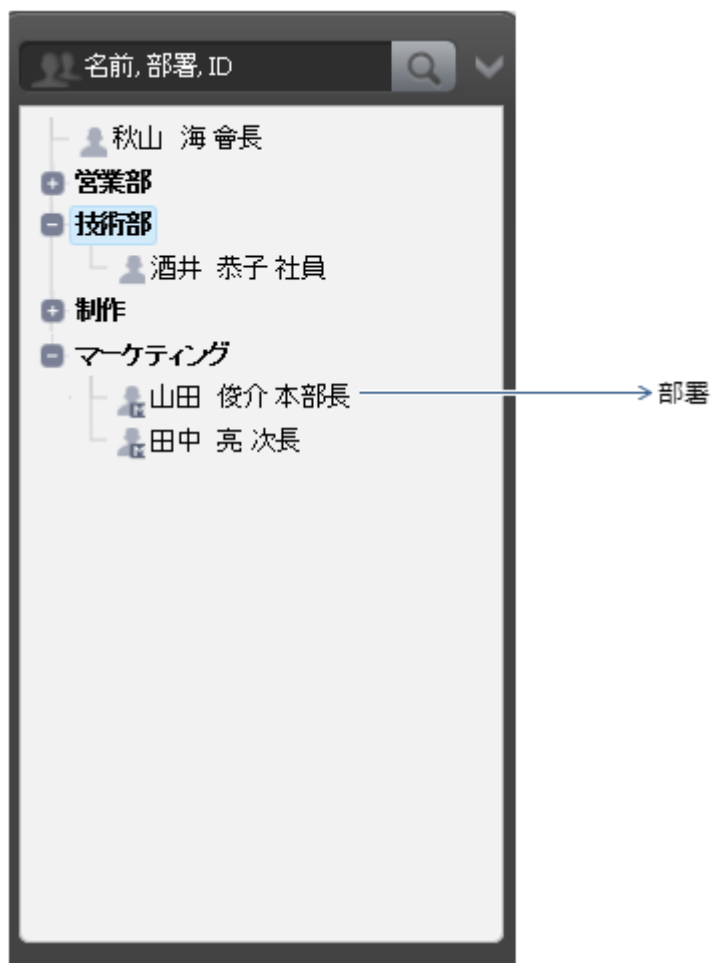 名前, 部署, ID
秋山 海 會長
営業部
技術部
酒井 恭子 社員
制作
マーケティング
山田 俊介 本部長
部署
田中 亮 次長